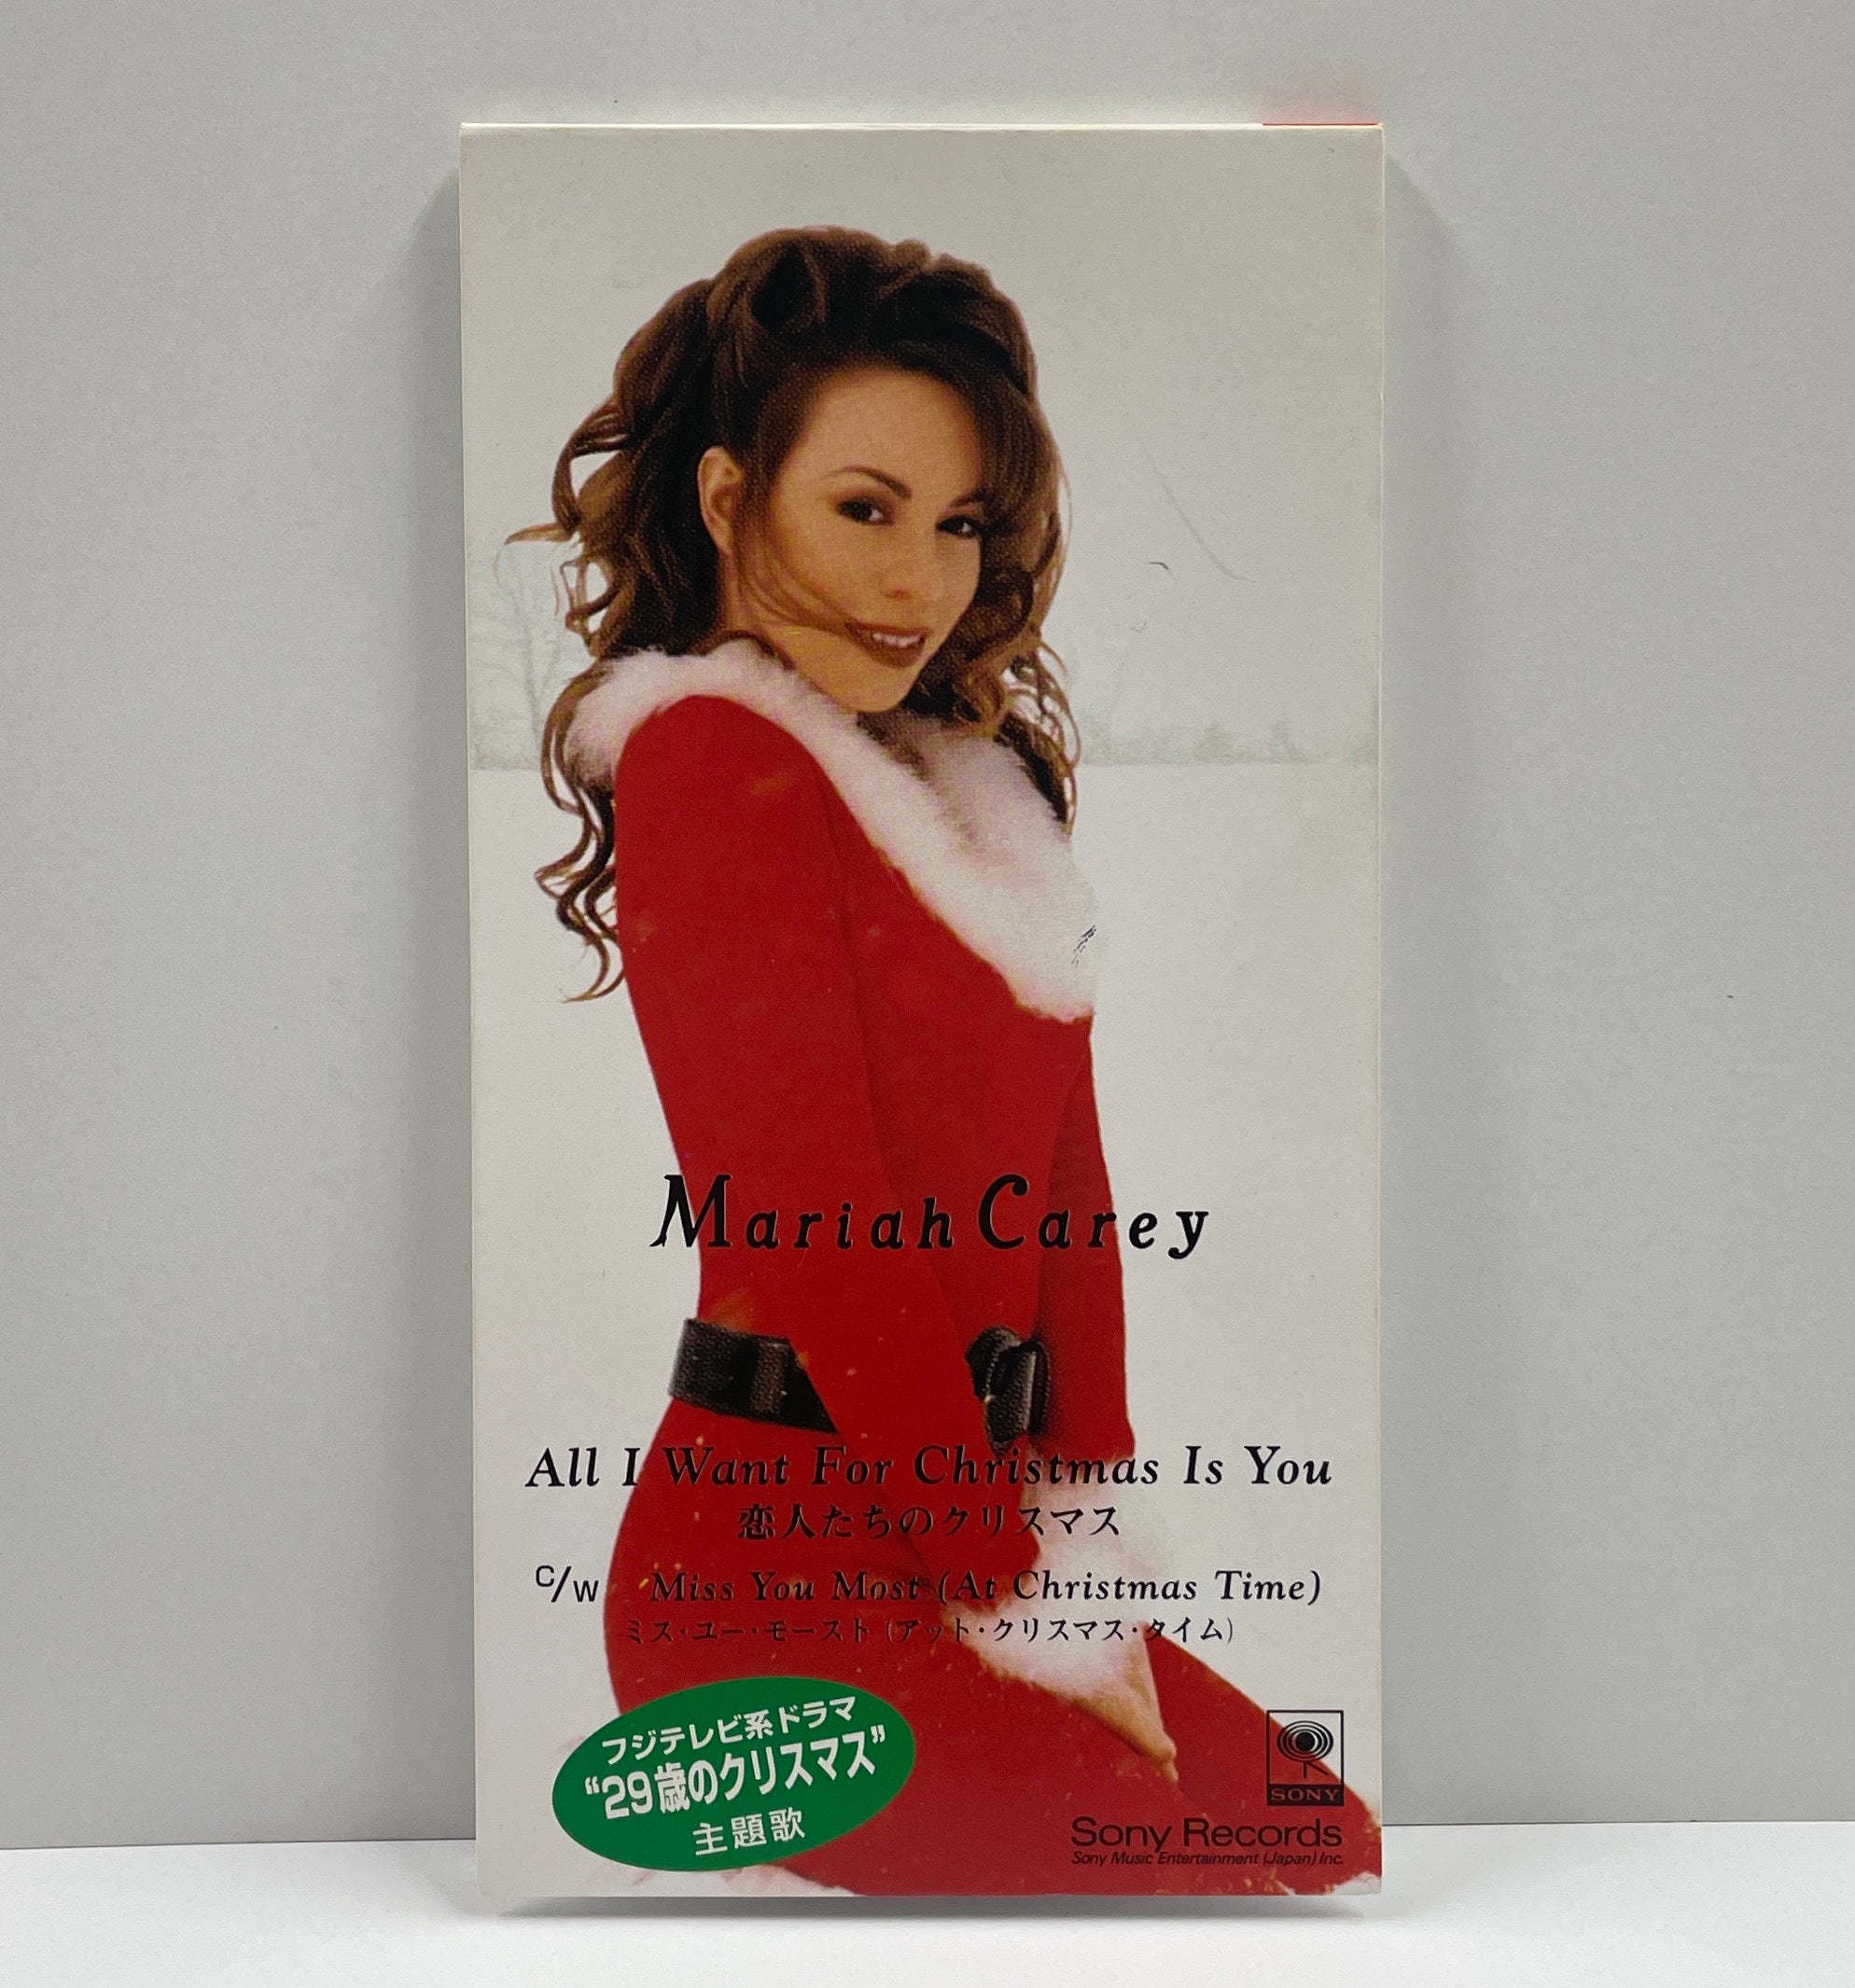 Mariah Carey
All I Want For Christmas Is You
恋人たちのクリスマス
C/W Miss You Most (At Christmas Time)
ミス・ユー・モースト (アット・クリスマス・タイム)
フジテレビ系ドラマ
“29歳のクリスマス”
主題歌
SONY
Sony Records
Sony Music Entertainment (Japan) Inc.